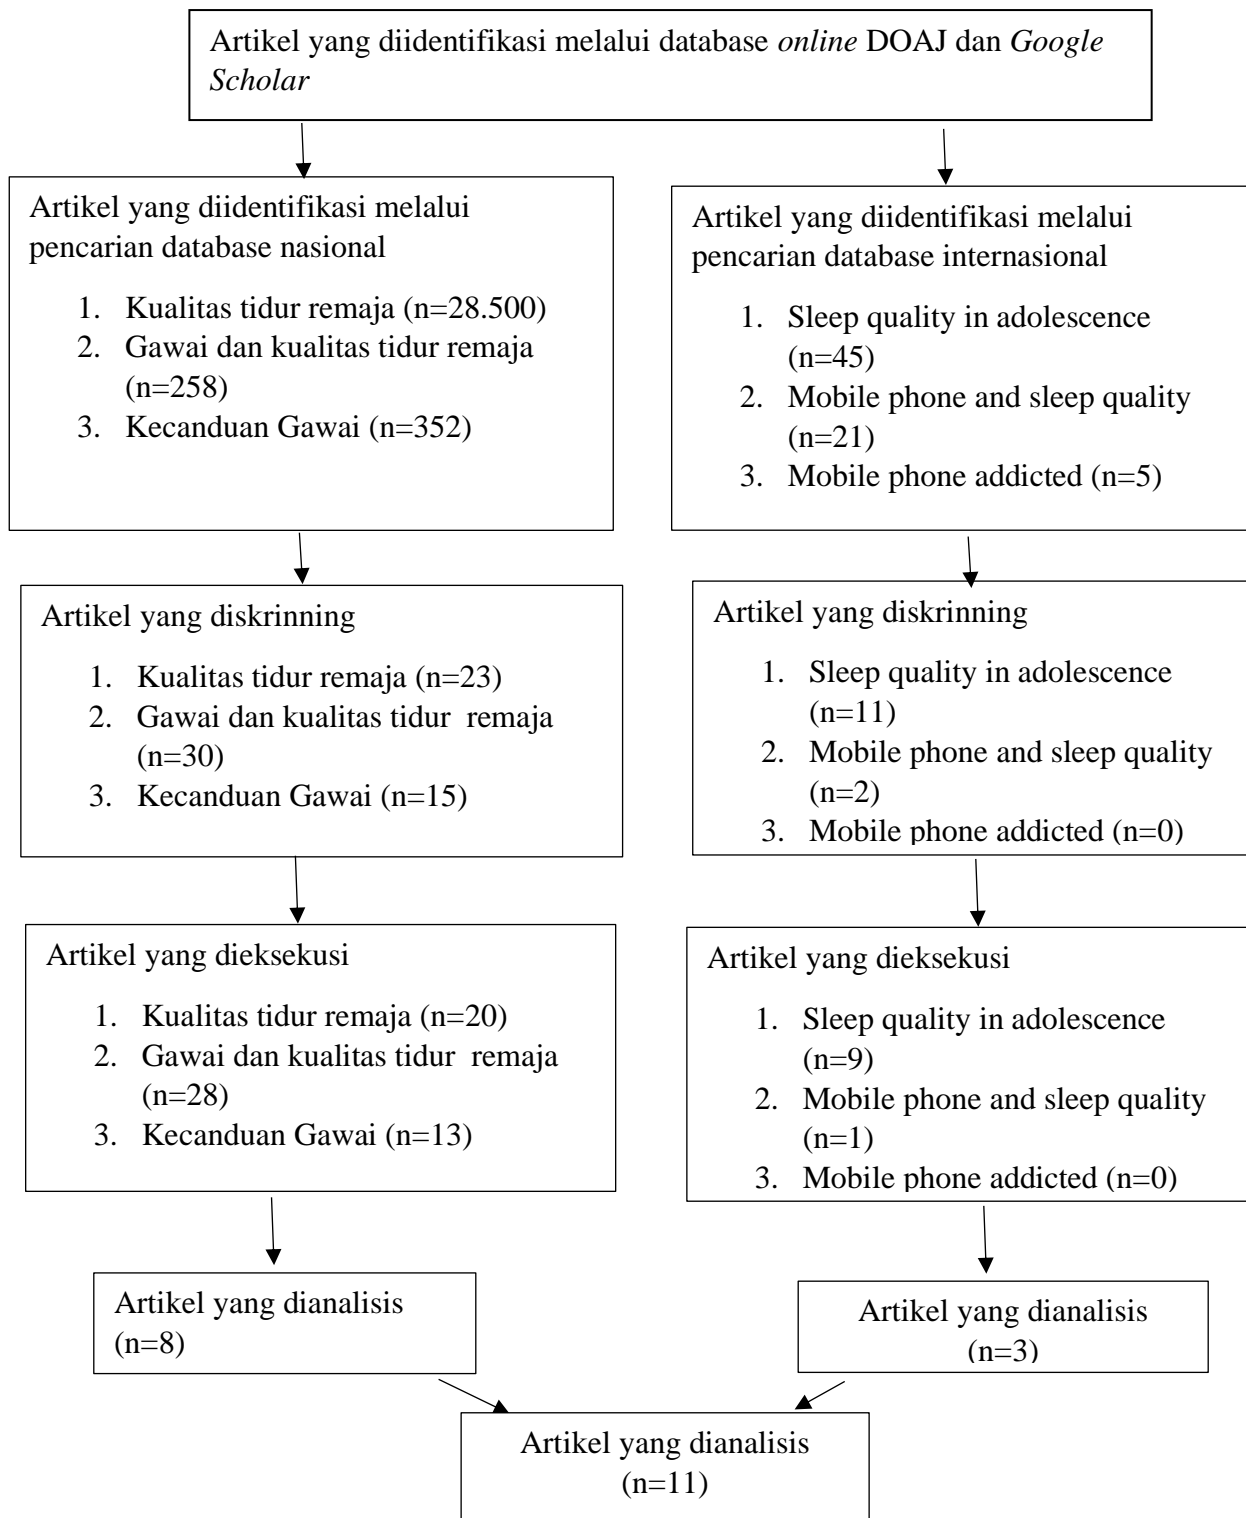 Artikel yang diidentifikasi melalui database online DOAJ dan Google
Scholar
Artikel yang diidentifikasi melalui
pencarian database nasional
1. Kualitas tidur remaja (n=28.500)
2. Gawai dan kualitas tidur remaja
(n=258)
3. Kecanduan Gawai (n=352)
Artikel yang diidentifikasi melalui
pencarian database internasional
1. Sleep quality in adolescence
(n=45)
2. Mobile phone and sleep quality
(n=21)
3. Mobile phone addicted (n=5)
Artikel yang diskrinning
1. Kualitas tidur remaja (n=23)
2. Gawai dan kualitas tidur remaja
(n=30)
3. Kecanduan Gawai (n=15)
Artikel yang diskrinning
1. Sleep quality in adolescence
(n=11)
2. Mobile phone and sleep quality
(n=2)
3. Mobile phone addicted (n=0)
Artikel yang dieksekusi
1. Kualitas tidur remaja (n=20)
2. Gawai dan kualitas tidur remaja
(n=28)
3. Kecanduan Gawai (n=13)
Artikel yang dieksekusi
1. Sleep quality in adolescence
(n=9)
2. Mobile phone and sleep quality
(n=1)
3. Mobile phone addicted (n=0)
Artikel yang dianalisis
(n=8)
Artikel yang dianalisis
(n=3)
Artikel yang dianalisis
(n=11)